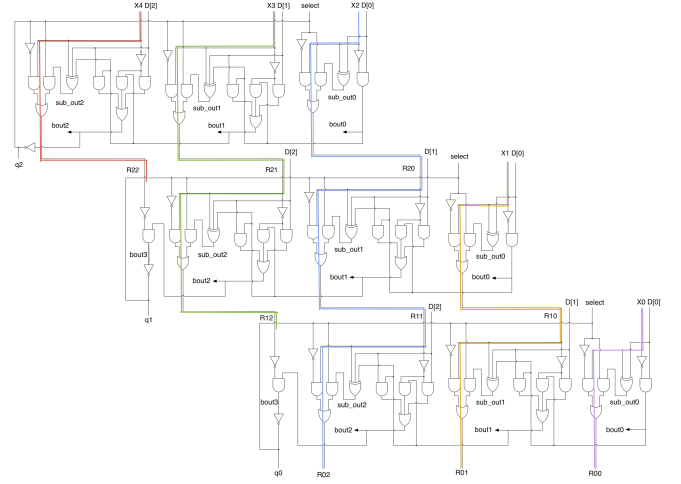 X4 D[2] X3 D[1] select X2 D[0]
sub_out2 sub_out1 sub_out0
bout2 bout1 bout0
q2 D[2] D[1] select X1 D[0]
R22 R21 R20
sub_out2 sub_out1 sub_out0
bout3 bout2 bout1 bout0
q1 D[2] D[1] select X0 D[0]
R12 R11 R10
sub_out2 sub_out1 sub_out0
bout3 bout2 bout1 bout0
q0 R02 R01 R00